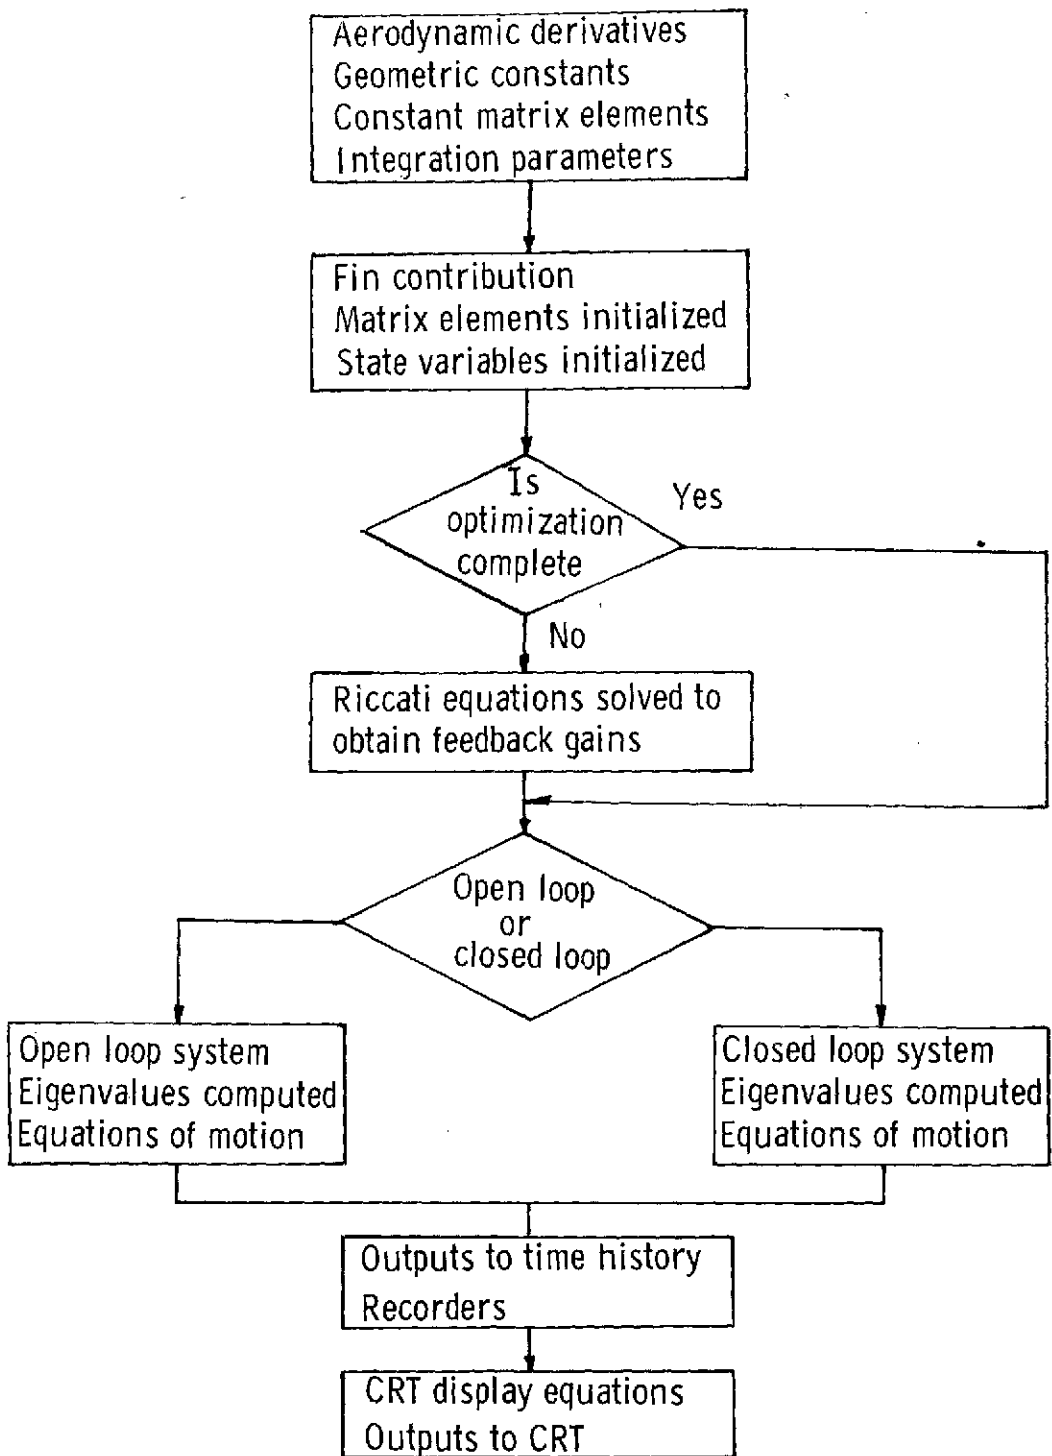 Aerodynamic derivatives
Geometric constants
Constant matrix elements
Integration parameters
Fin contribution
Matrix elements initialized
State variables initialized
Is
optimization
complete
Yes
No
Riccati equations solved to
obtain feedback gains
Open loop
or
closed loop
Open loop system
Eigenvalues computed
Equations of motion
Closed loop system
Eigenvalues computed
Equations of motion
Outputs to time history
Recorders
CRT display equations
Outputs to CRT